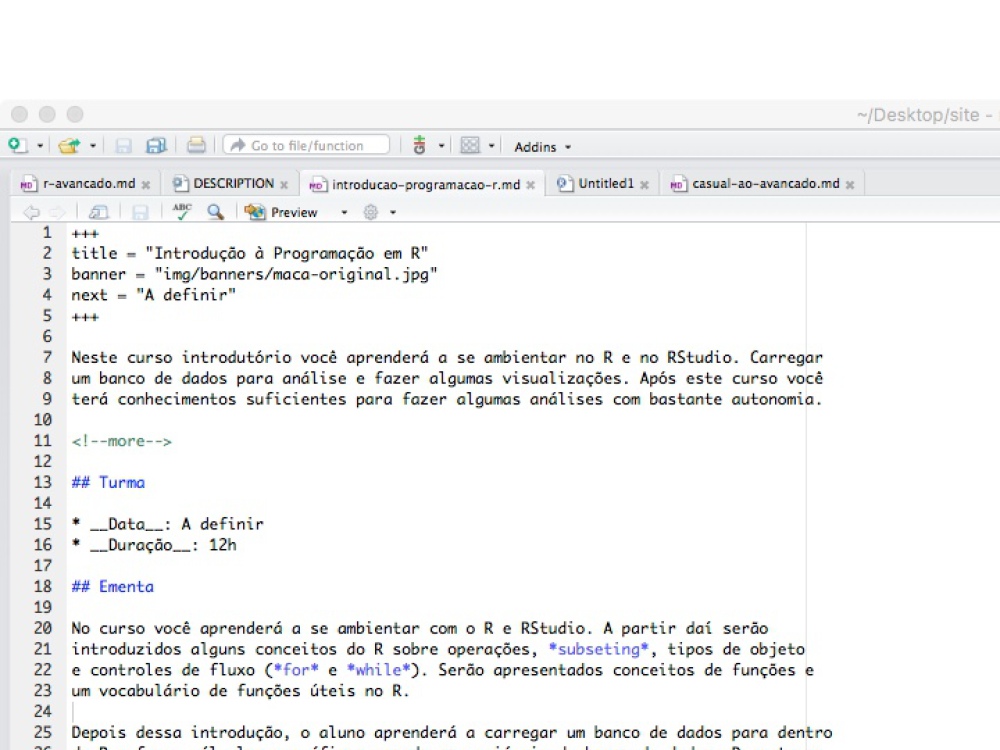 ~/Desktop/site -
Go to file/function
Addins
r-avancado.md
DESCRIPTION
introducao-programacao-r.md
Untitled1
casual-ao-avancado.md
ABC
Preview
1 +++
2 title = "Introdução à Programação em R"
3 banner = "img/banners/maca-original.jpg"
4 next = "A definir"
5 +++
6
7 Neste curso introdutório você aprenderá a se ambientar no R e no RStudio. Carregar
8 um banco de dados para análise e fazer algumas visualizações. Após este curso você
9 terá conhecimentos suficientes para fazer algumas análises com bastante autonomia.
10
11 <!--more-->
12
13 ## Turma
14
15 * __Data__: A definir
16 * __Duração__: 12h
17
18 ## Ementa
19
20 No curso você aprenderá a se ambientar com o R e RStudio. A partir daí serão
21 introduzidos alguns conceitos do R sobre operações, *subseting*, tipos de objeto
22 e controles de fluxo (*for* e *while*). Serão apresentados conceitos de funções e
23 um vocabulário de funções úteis no R.
24
25 Depois dessa introdução, o aluno aprenderá a carregar um banco de dados para dentro